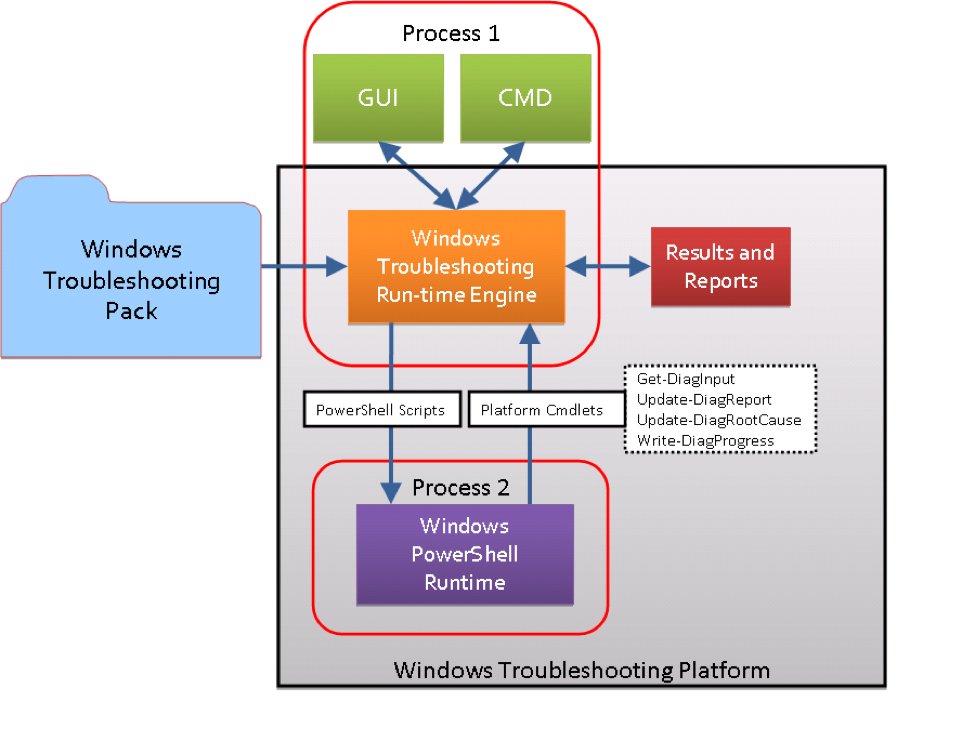 Process 1
GUI
CMD
Windows
Troubleshooting
Pack
Windows
Troubleshooting
Run-time Engine
Results and
Reports
PowerShell Scripts
Platform Cmdlets
Get-DiagInput
Update-DiagReport
Update-DiagRootCause
Write-DiagProgress
Process 2
Windows
PowerShell
Runtime
Windows Troubleshooting Platform